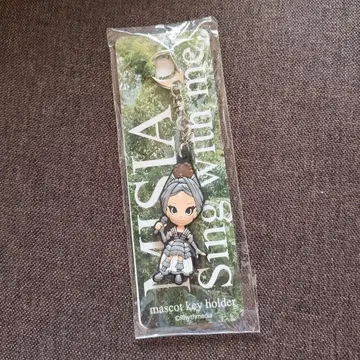 MISIA
Sing with me,
mascot key holder
©Rhythmedia